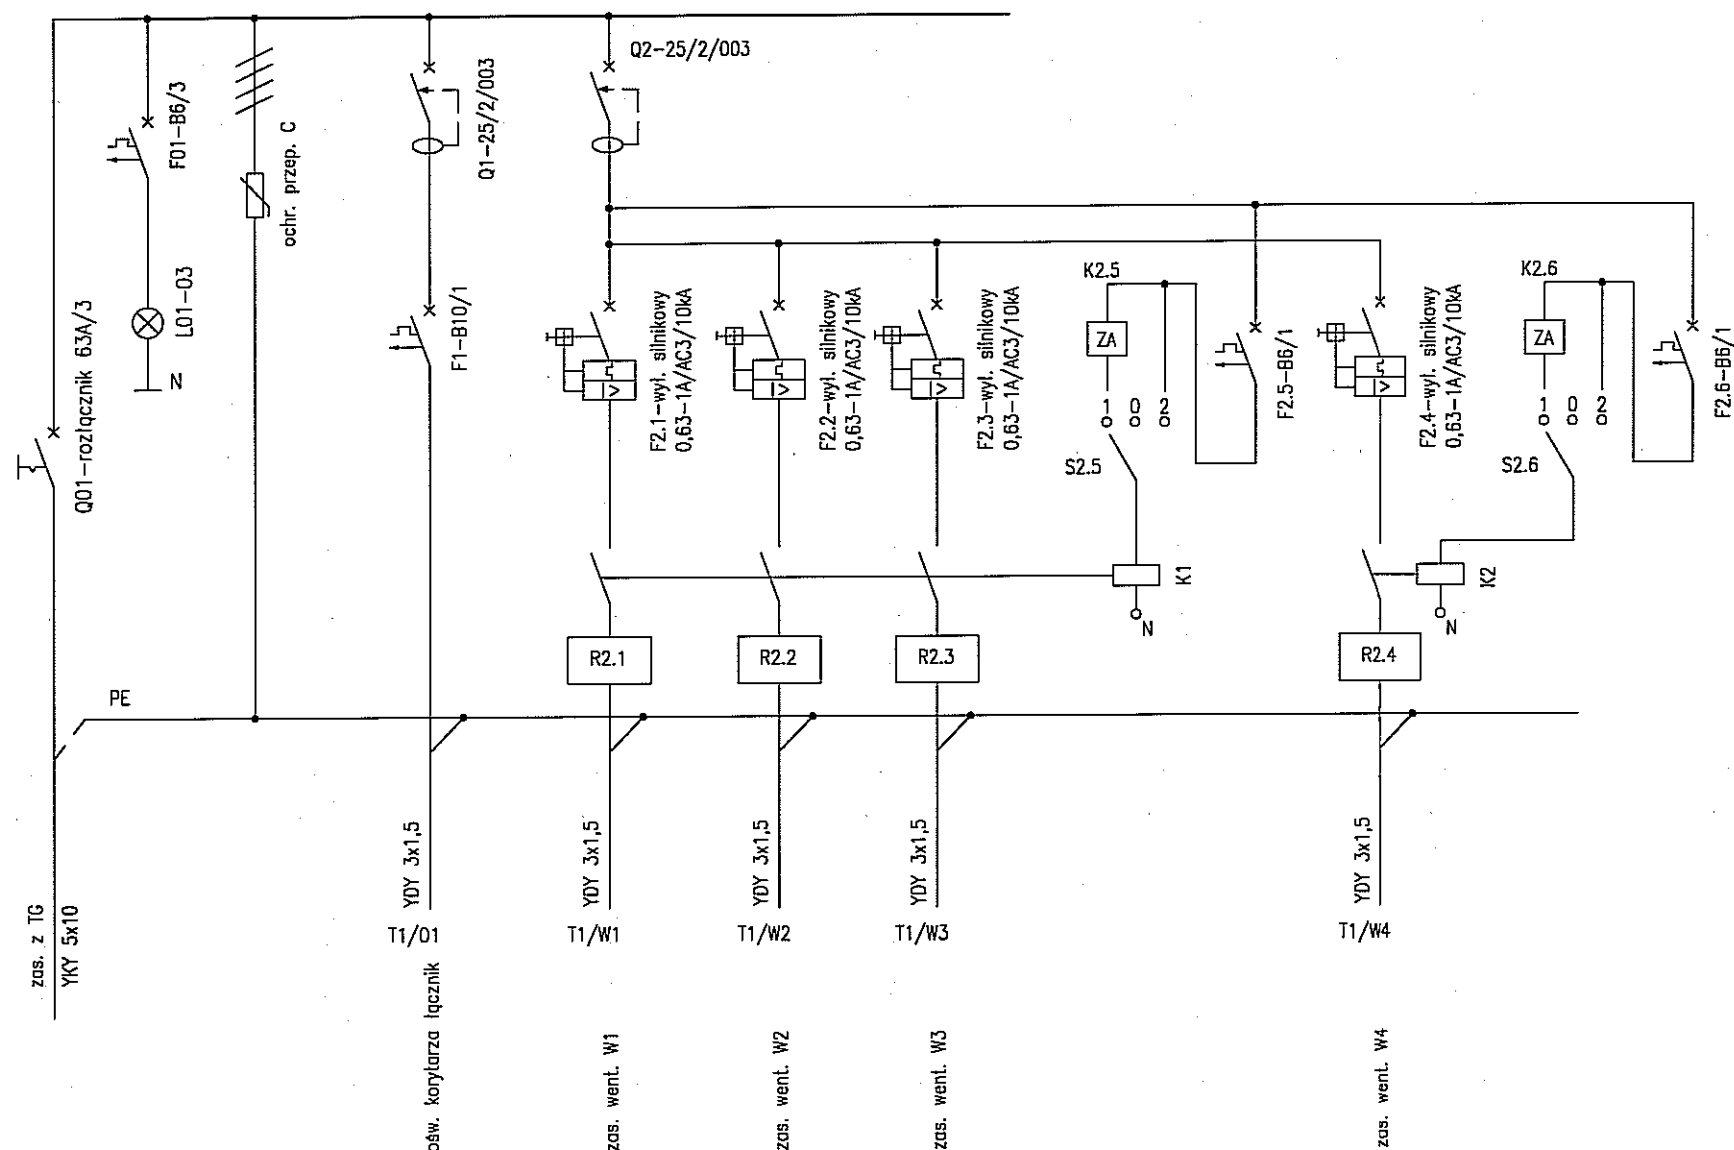 Q01-rozłącznik 63A/3
F01-B6/3
L01-03
N
ochr. przep. C
Q1-25/2/003
F1-B10/1
Q2-25/2/003
F2.1-wył. silnikowy
0,63-1A/AC3/10kA
F2.2-wył. silnikowy
0,63-1A/AC3/10kA
F2.3-wył. silnikowy
0,63-1A/AC3/10kA
K2.5
ZA
1 0 2
S2.5
F2.5-B6/1
F2.4-wył. silnikowy
0,63-1A/AC3/10kA
K2.6
ZA
1 0 2
S2.6
F2.6-B6/1
K1
N
K2
N
R2.1
R2.2
R2.3
R2.4
PE
zas. z TG
YKY 5x10
YDY 3x1,5
YDY 3x1,5
YDY 3x1,5
YDY 3x1,5
YDY 3x1,5
T1/O1
T1/W1
T1/W2
T1/W3
T1/W4
ośw. korytarza łącznik
zas. went. W1
zas. went. W2
zas. went. W3
zas. went. W4